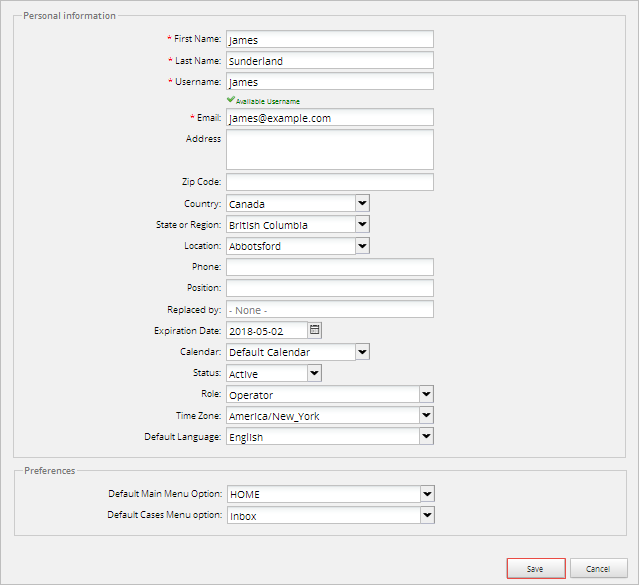 Personal information
* First Name: James
* Last Name: Sunderland
* Username: James
Available Username
* Email: james@example.com
Address
Zip Code:
Country: Canada
State or Region: British Columbia
Location: Abbotsford
Phone:
Position:
Replaced by: - None -
Expiration Date: 2018-05-02
Calendar: Default Calendar
Status: Active
Role: Operator
Time Zone: America/New_York
Default Language: English
Preferences
Default Main Menu Option: HOME
Default Cases Menu option: Inbox
Save Cancel